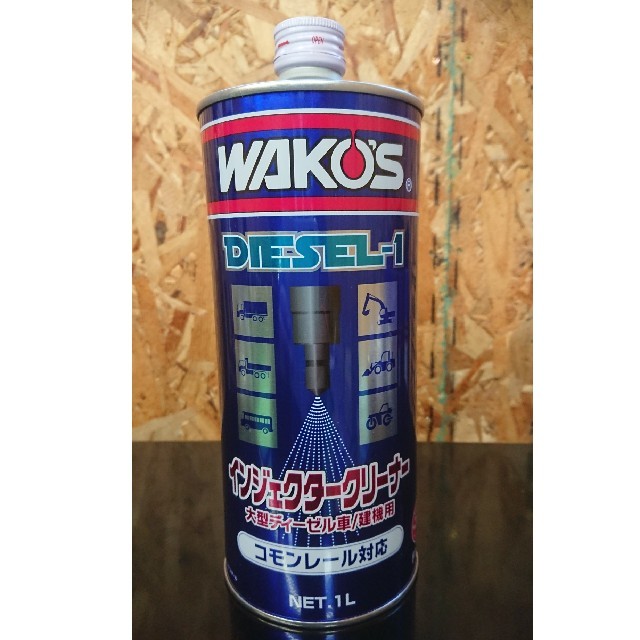 WAKO'S
®
DIESEL-1
インジェクタークリーナー
大型ディーゼル車/建機用
コモンレール対応
NET.1L